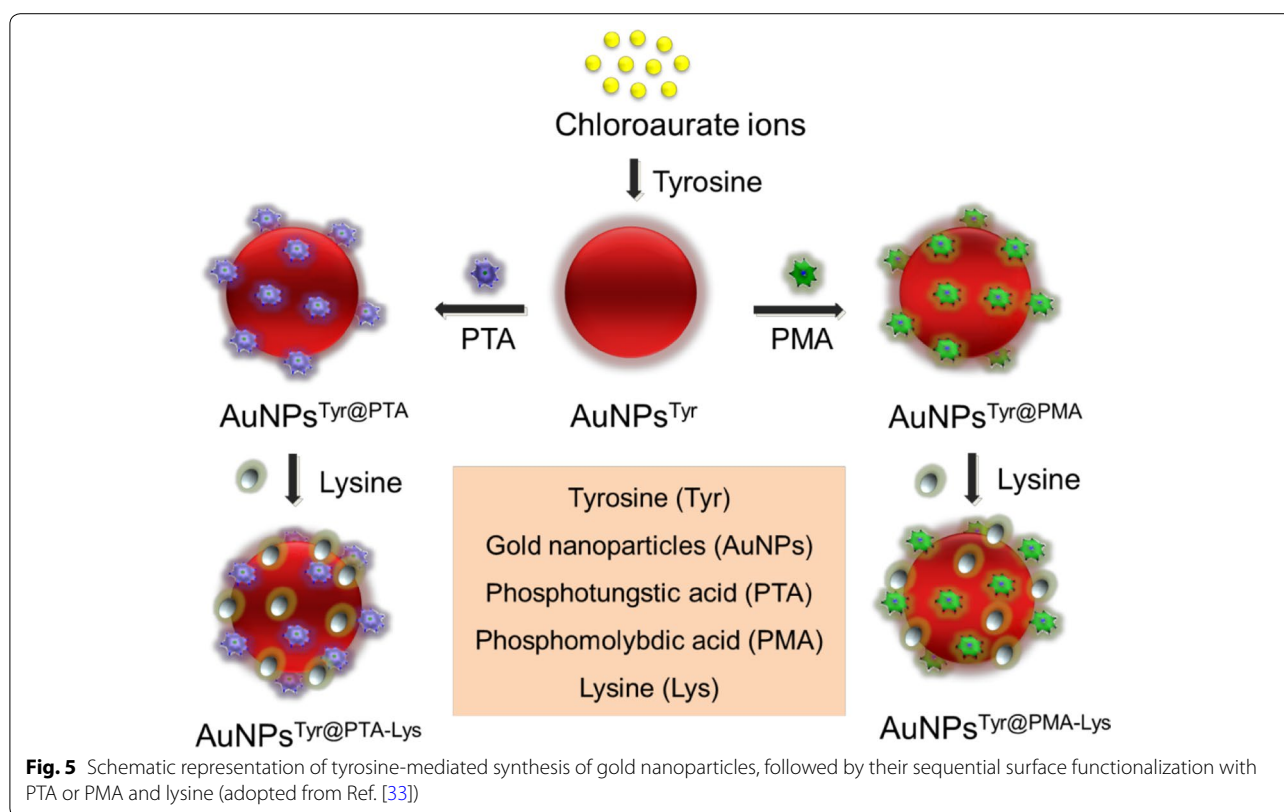 Chloroaurate ions
Tyrosine
PTA
PMA
AuNPsTyr@PTA
AuNPsTyr
AuNPsTyr@PMA
Lysine
Lysine
Tyrosine (Tyr)
Gold nanoparticles (AuNPs)
Phosphotungstic acid (PTA)
Phosphomolybdic acid (PMA)
Lysine (Lys)
AuNPsTyr@PTA-Lys
AuNPsTyr@PMA-Lys
Fig. 5 Schematic representation of tyrosine-mediated synthesis of gold nanoparticles, followed by their sequential surface functionalization with
PTA or PMA and lysine (adopted from Ref. [33])